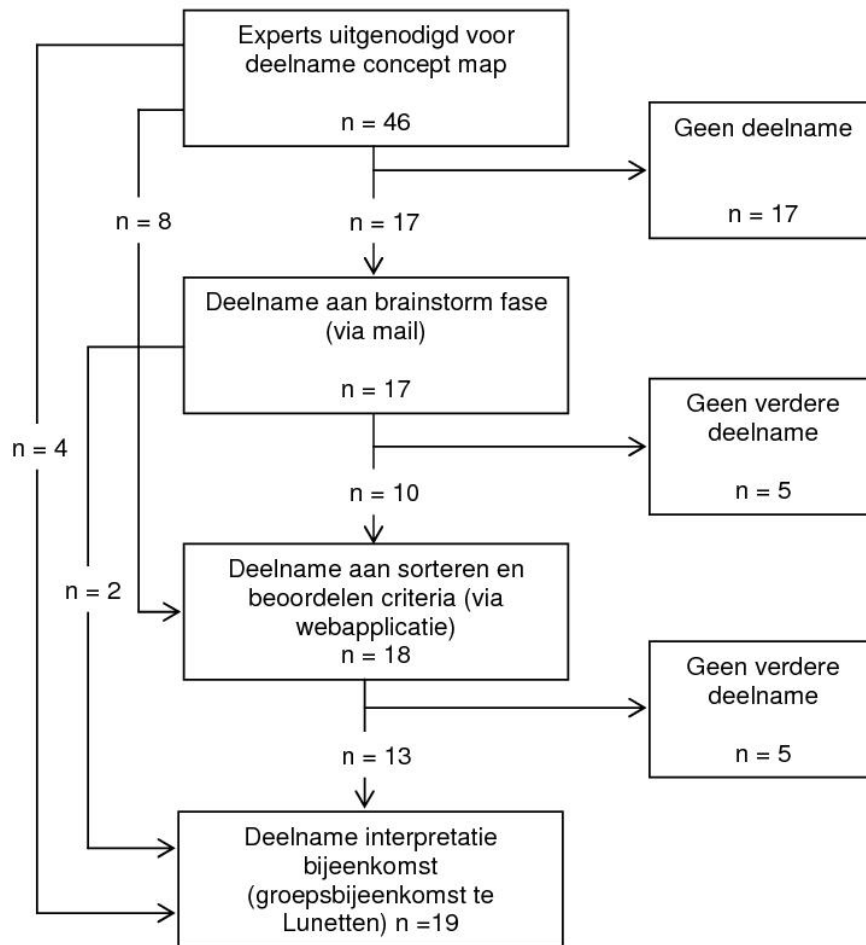 Experts uitgenodigd voor
deelname concept map
n = 46
Geen deelname
n = 17
n = 8
n = 17
Deelname aan brainstorm fase
(via mail)
n = 17
Geen verdere
deelname
n = 5
n = 4
n = 10
Deelname aan sorteren en
beoordelen criteria (via
webapplicatie)
n = 18
n = 2
Geen verdere
deelname
n = 5
n = 13
Deelname interpretatie
bijeenkomst
(groepsbijeenkomst te
Lunetten) n =19